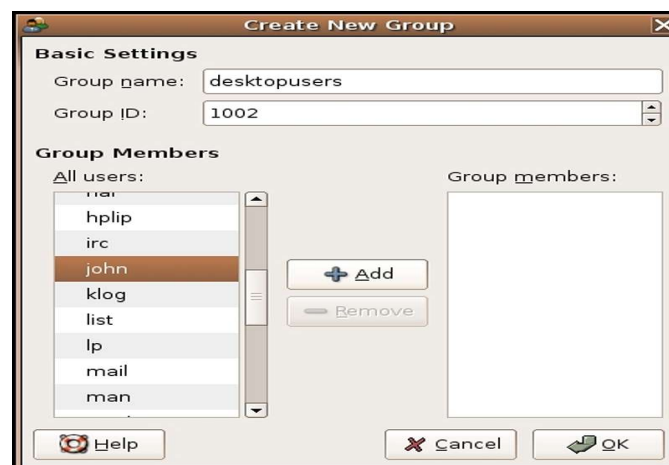 Create New Group
Basic Settings
Group name: desktopusers
Group ID: 1002
Group Members
All users:
Group members:
hplip
irc
john
klog
list
lp
mail
man
Add
Remove
Help
Cancel
OK